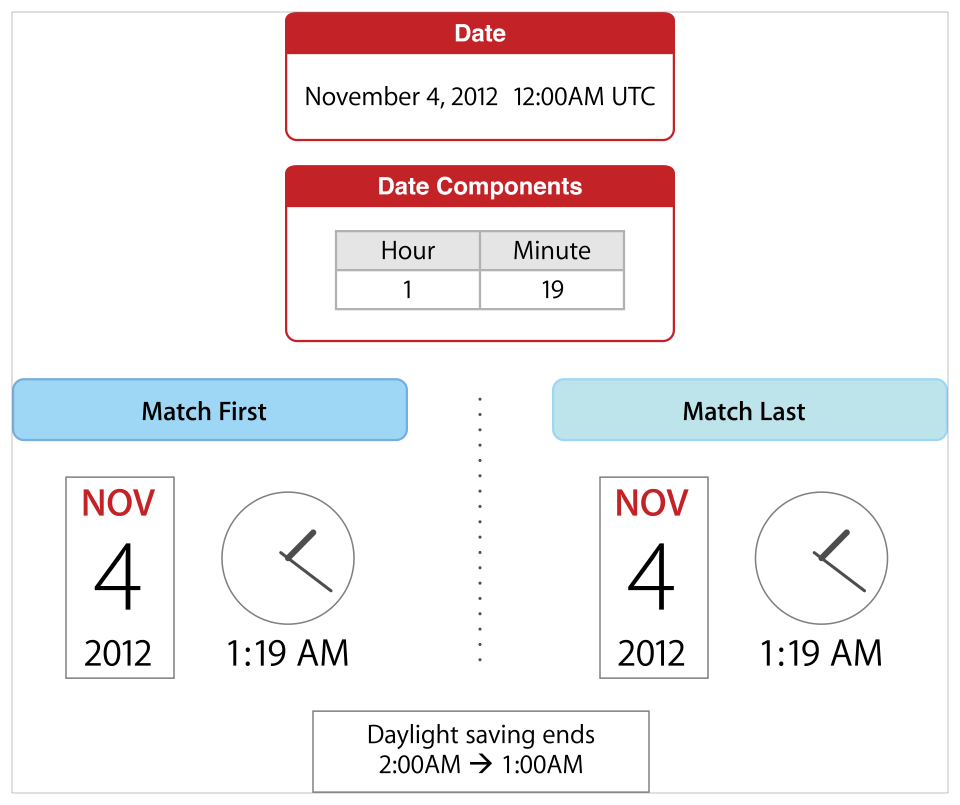 Date
November 4, 2012  12:00AM UTC
Date Components
Hour Minute
1 19
Match First
Match Last
NOV
4
2012
1:19 AM
NOV
4
2012
1:19 AM
Daylight saving ends
2:00AM → 1:00AM